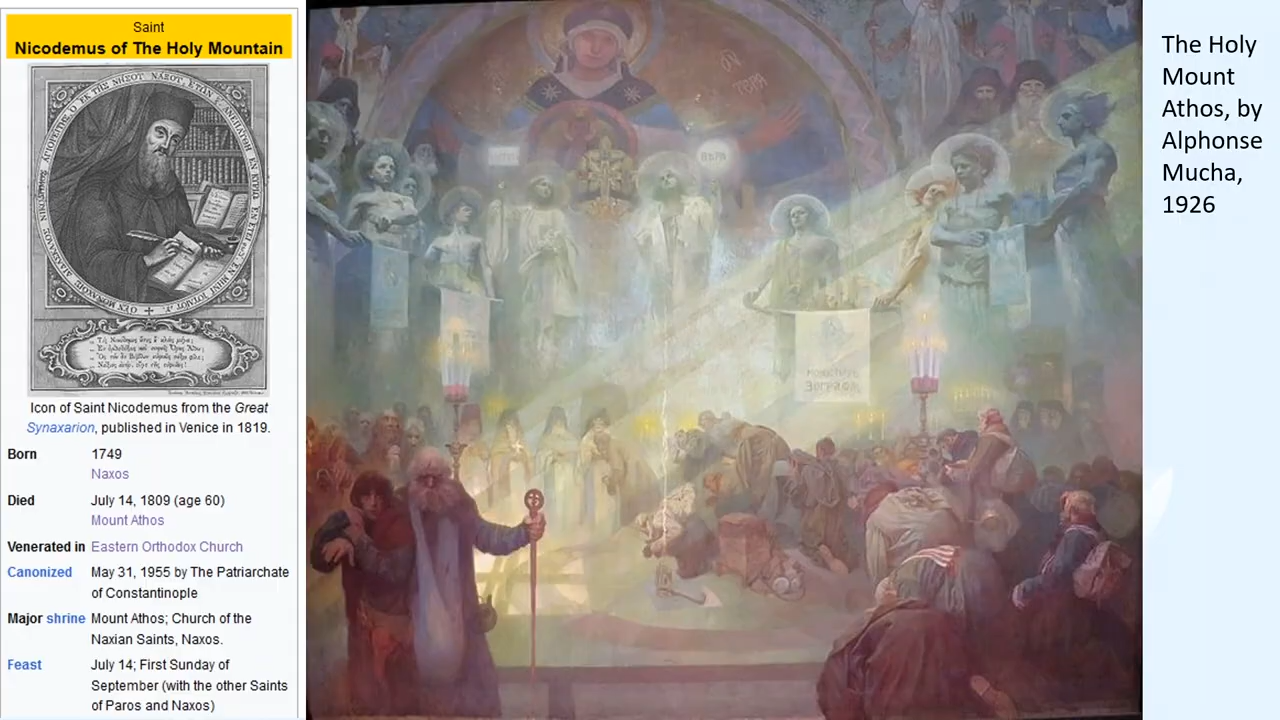 Saint
Nicodemus of The Holy Mountain
Icon of Saint Nicodemus from the Great
Synaxarion, published in Venice in 1819.
Born 1749
Naxos
Died July 14, 1809 (age 60)
Mount Athos
Venerated in Eastern Orthodox Church
Canonized May 31, 1955 by The Patriarchate
of Constantinople
Major shrine Mount Athos; Church of the
Naxian Saints, Naxos.
Feast July 14; First Sunday of
September (with the other Saints
of Paros and Naxos)
ВѢРА
The Holy
Mount
Athos, by
Alphonse
Mucha,
1926